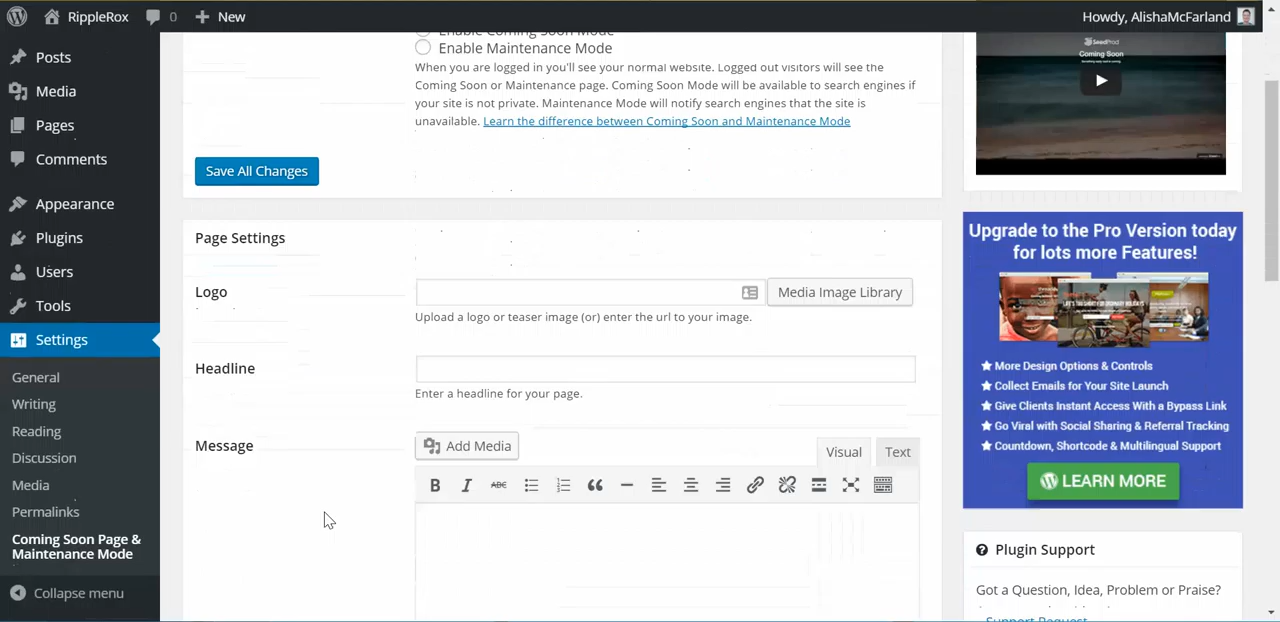 RippleRox
0
New
Howdy, AlishaMcFarland
Posts
Media
Pages
Comments
Appearance
Plugins
Users
Tools
Settings
General
Writing
Reading
Discussion
Media
Permalinks
Coming Soon Page &
Maintenance Mode
Collapse menu
Enable Coming Soon Mode
Enable Maintenance Mode
When you are logged in you'll see your normal website. Logged out visitors will see the
Coming Soon or Maintenance page. Coming Soon Mode will be available to search engines if
your site is not private. Maintenance Mode will notify search engines that the site is
unavailable. Learn the difference between Coming Soon and Maintenance Mode
Save All Changes
Page Settings
Logo
Media Image Library
Upload a logo or teaser image (or) enter the url to your image.
Headline
Enter a headline for your page.
Message
Add Media
Visual
Text
B
I
ABC
SeedProd
Coming Soon
Upgrade to the Pro Version today
for lots more Features!
More Design Options & Controls
Collect Emails for Your Site Launch
Give Clients Instant Access With a Bypass Link
Go Viral with Social Sharing & Referral Tracking
Countdown, Shortcode & Multilingual Support
LEARN MORE
Plugin Support
Got a Question, Idea, Problem or Praise?
Support Request